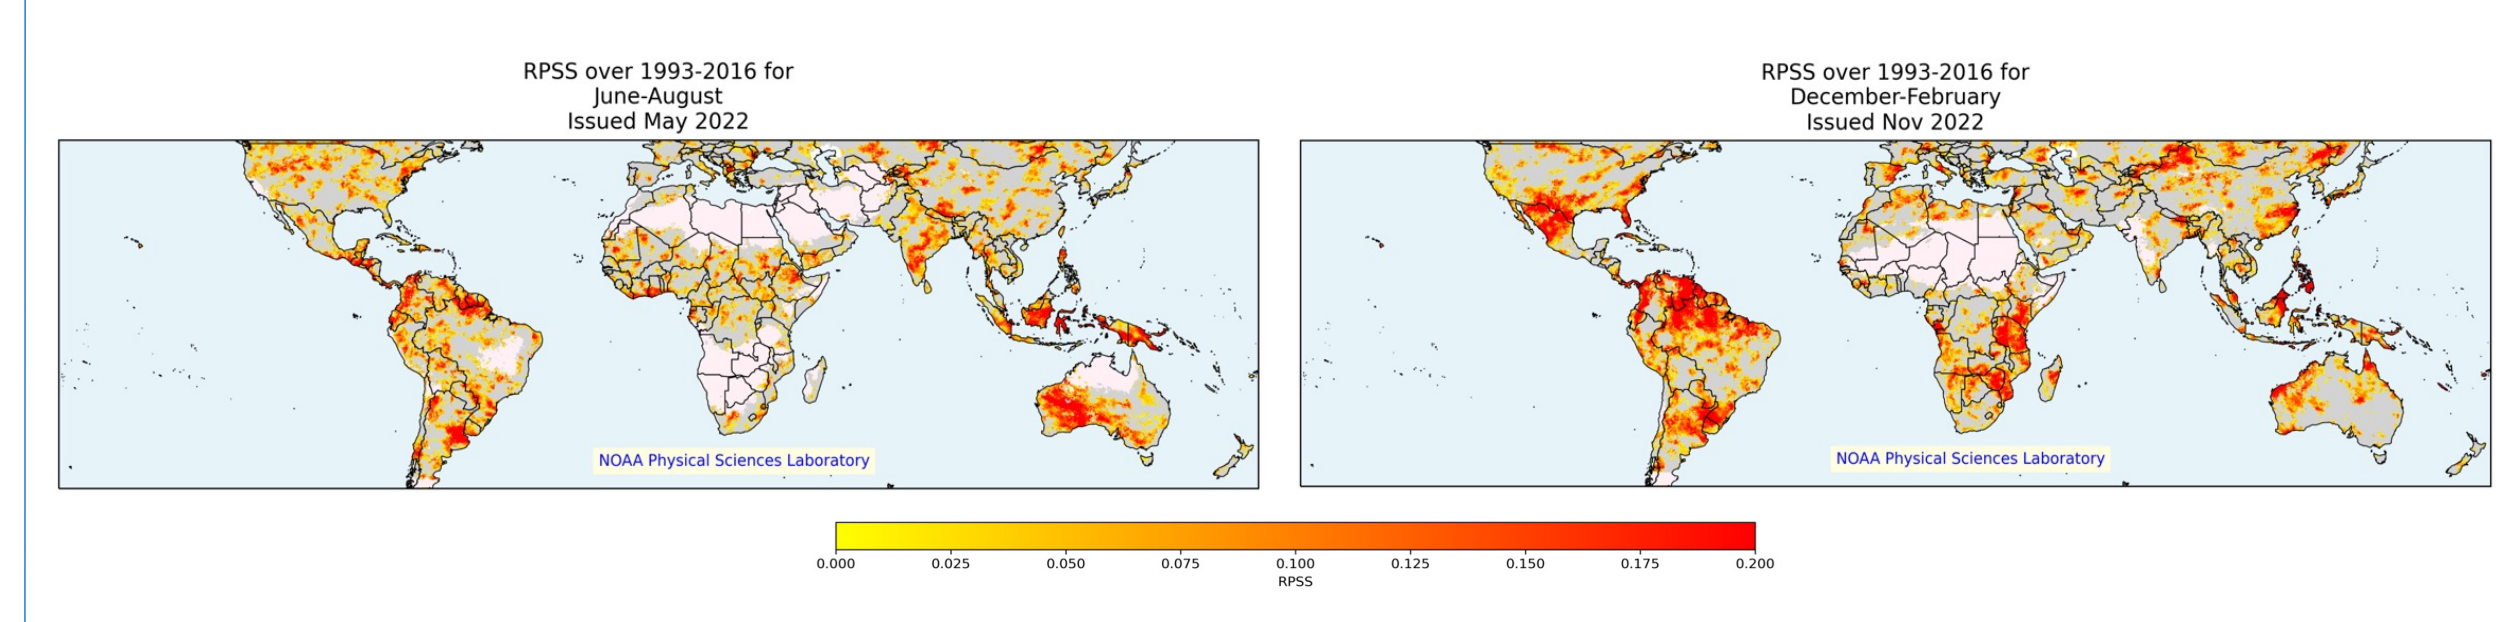 RPSS over 1993-2016 for
June-August
Issued May 2022
NOAA Physical Sciences Laboratory
RPSS over 1993-2016 for
December-February
Issued Nov 2022
NOAA Physical Sciences Laboratory
0.000 0.025 0.050 0.075 0.100 0.125 0.150 0.175 0.200
RPSS